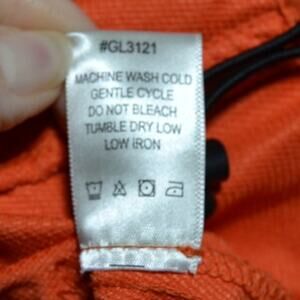 #GL3121
MACHINE WASH COLD
GENTLE CYCLE
DO NOT BLEACH
TUMBLE DRY LOW
LOW IRON